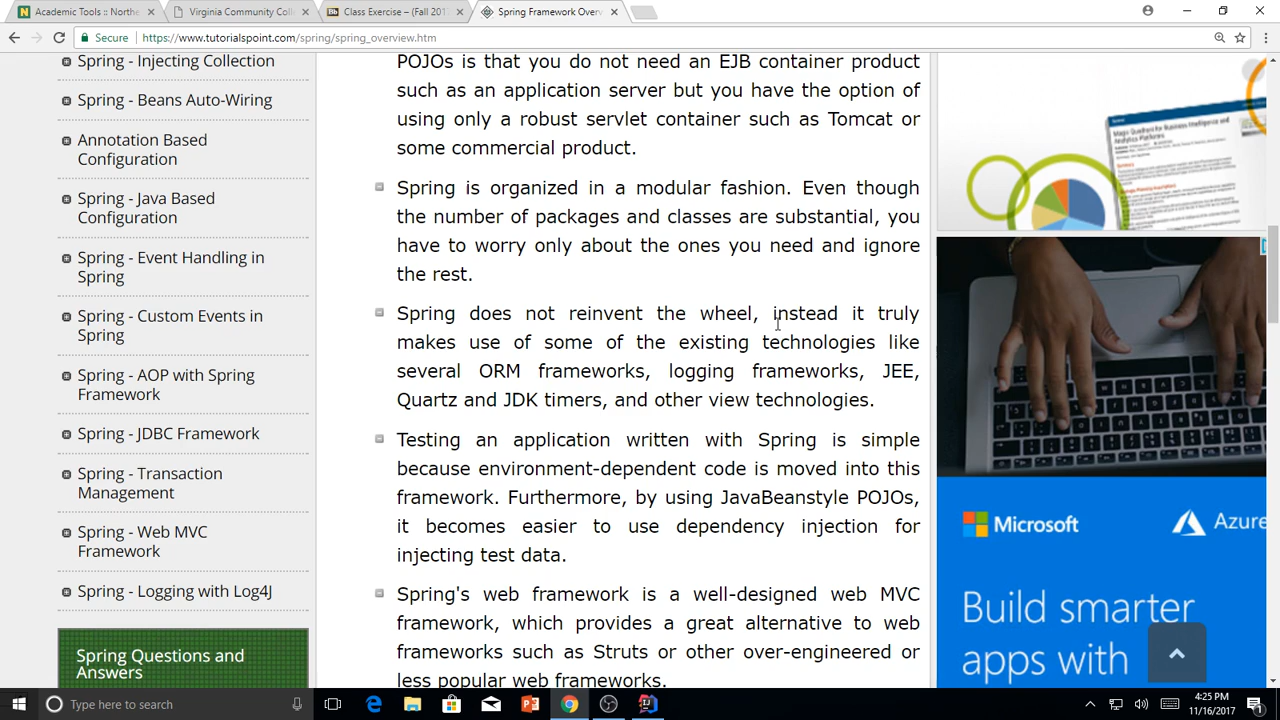 Academic Tools :: Northe
Virginia Community Coll
Class Exercise – (Fall 201
Spring Framework Overv
Secure
https://www.tutorialspoint.com/spring/spring_overview.htm
Spring - Injecting Collection
Spring - Beans Auto-Wiring
Annotation Based
Configuration
Spring - Java Based
Configuration
Spring - Event Handling in
Spring
Spring - Custom Events in
Spring
Spring - AOP with Spring
Framework
Spring - JDBC Framework
Spring - Transaction
Management
Spring - Web MVC
Framework
Spring - Logging with Log4J
Spring Questions and
Answers
POJOs is that you do not need an EJB container product
such as an application server but you have the option of
using only a robust servlet container such as Tomcat or
some commercial product.
Spring is organized in a modular fashion. Even though
the number of packages and classes are substantial, you
have to worry only about the ones you need and ignore
the rest.
Spring does not reinvent the wheel, instead it truly
makes use of some of the existing technologies like
several ORM frameworks, logging frameworks, JEE,
Quartz and JDK timers, and other view technologies.
Testing an application written with Spring is simple
because environment-dependent code is moved into this
framework. Furthermore, by using JavaBeanstyle POJOs,
it becomes easier to use dependency injection for
injecting test data.
Spring's web framework is a well-designed web MVC
framework, which provides a great alternative to web
frameworks such as Struts or other over-engineered or
less popular web frameworks.
Magic Quadrant for Business Intelligence and
Analytics Platforms
Microsoft
Azure
Build smarter
apps with
Type here to search
4:25 PM
11/16/2017